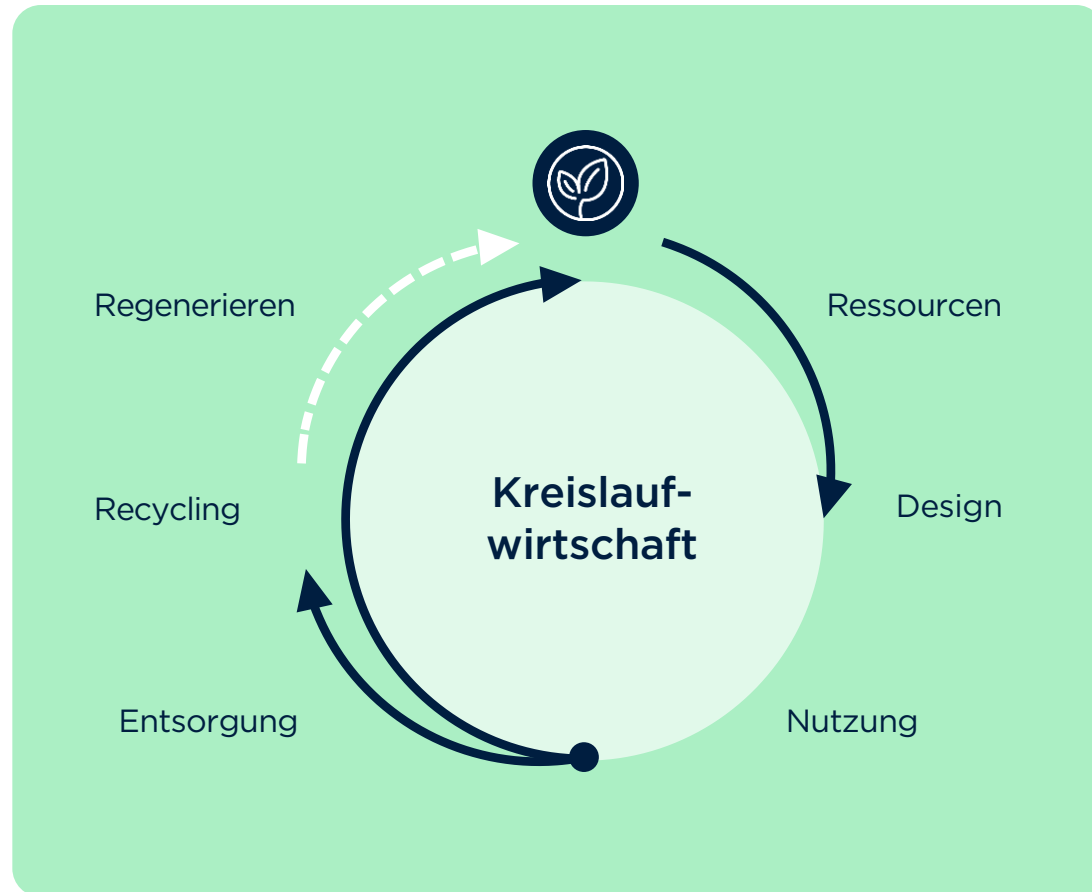 Regenerieren
Ressourcen
Kreislauf-
wirtschaft
Recycling
Design
Entsorgung
Nutzung